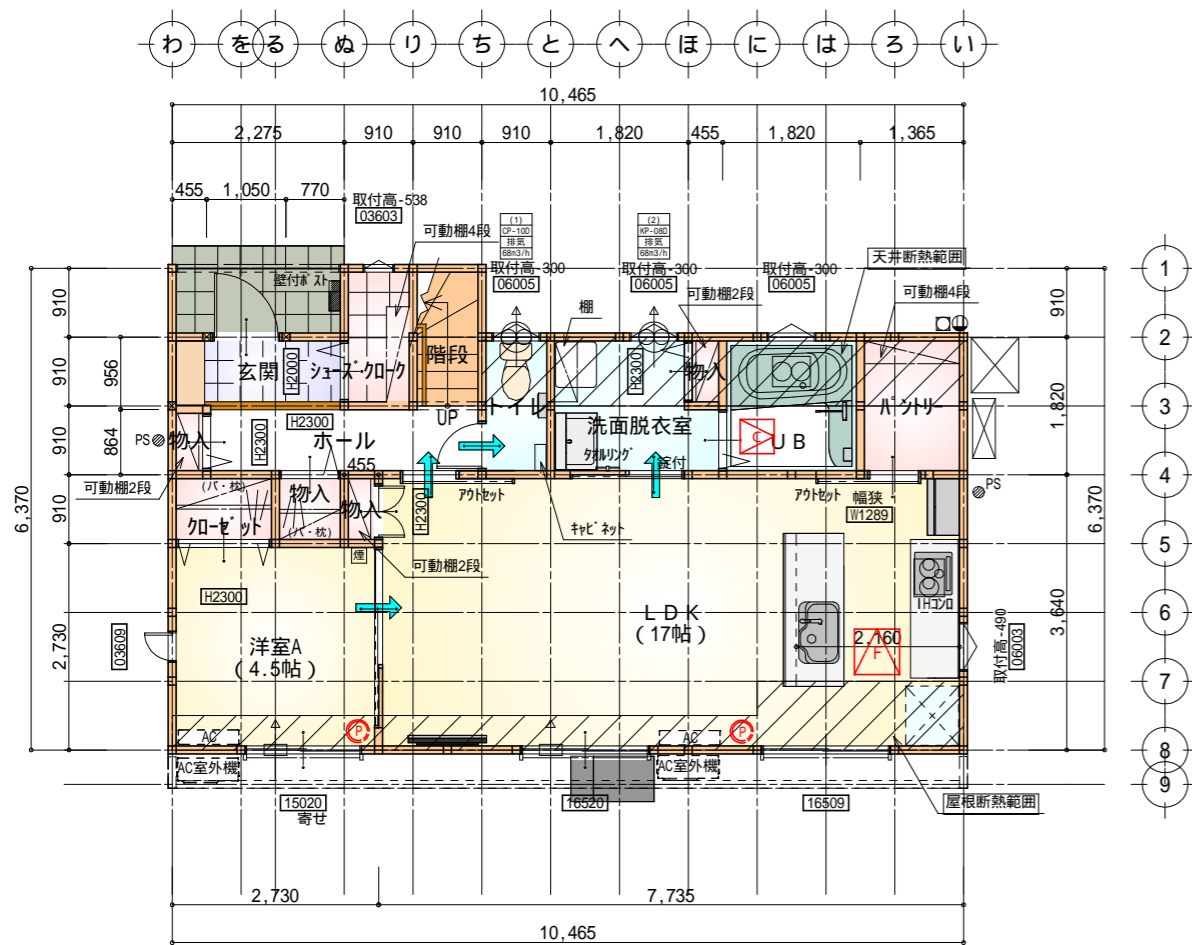 わ を る ぬ り ち と へ ほ に は ろ い
10,465
2,275 910 910 910 1,820 455 1,820 1,365
455 1,050 770
取付高-538
03603
可動棚4段
(1)
CP-10D
排気
68m3/h
(2)
KP-08D
排気
68m3/h
取付高-300
06005
取付高-300
06005
取付高-300
06005
天井断熱範囲
可動棚4段
可動棚2段
棚
壁付ポスト
1
2
3
4
5
6
7
8
9
910
910
910
910
2,730
6,370
956
864
910
1,820
3,640
6,370
玄関
H2000
シューズクローク
階段
UP
トイレ
H2300
物入
洗面脱衣室
タオルリング
錠付
C
UB
パントリー
PS
物入
H2300
H2300
ホール
455
可動棚2段
(パ・枕)
クローゼット
物入
(パ・枕)
物入
H2300
アウトセット
キャビネット
アウトセット
幅狭
W1289
PS
煙
可動棚2段
H2300
洋室A
(4.5帖)
LDK
(17帖)
IHコンロ
2,160
F
03609
取付高-490
06003
P
P
AC
AC
AC室外機
AC室外機
15020
寄せ
16520
16509
屋根断熱範囲
2,730 7,735
10,465